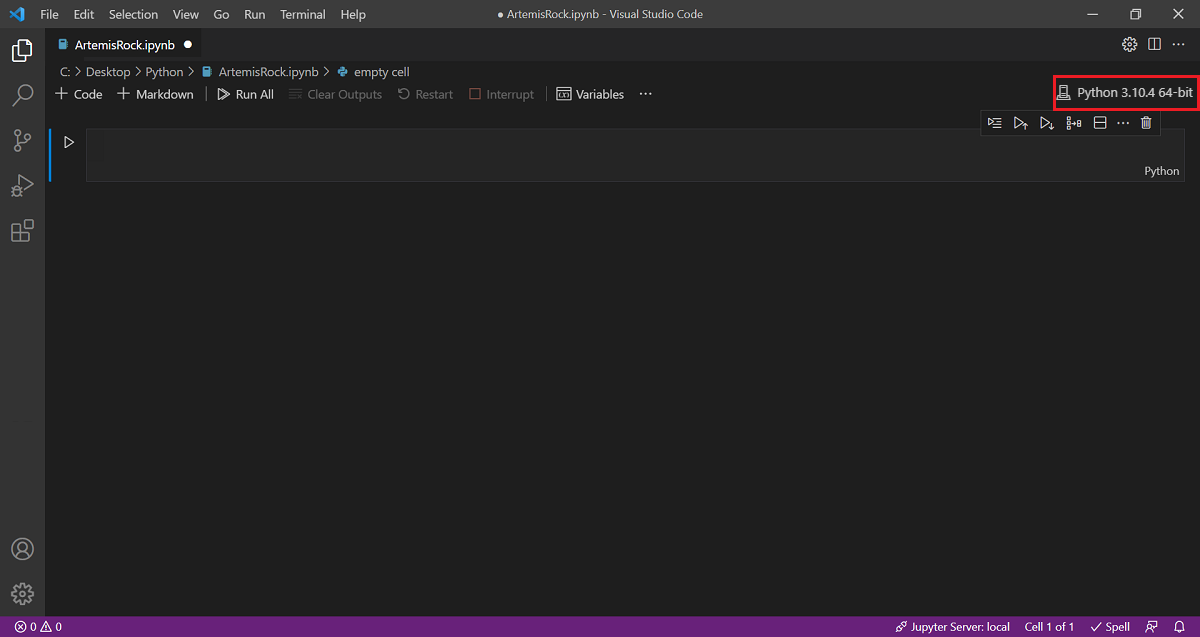 File Edit Selection View Go Run Terminal Help ● ArtemisRock.ipynb - Visual Studio Code
ArtemisRock.ipynb ●
C: > Desktop > Python > ArtemisRock.ipynb > empty cell
+ Code + Markdown | Run All Clear Outputs Restart Interrupt | Variables ··· Python 3.10.4 64-bit
Python
0 0 Jupyter Server: local Cell 1 of 1 Spell